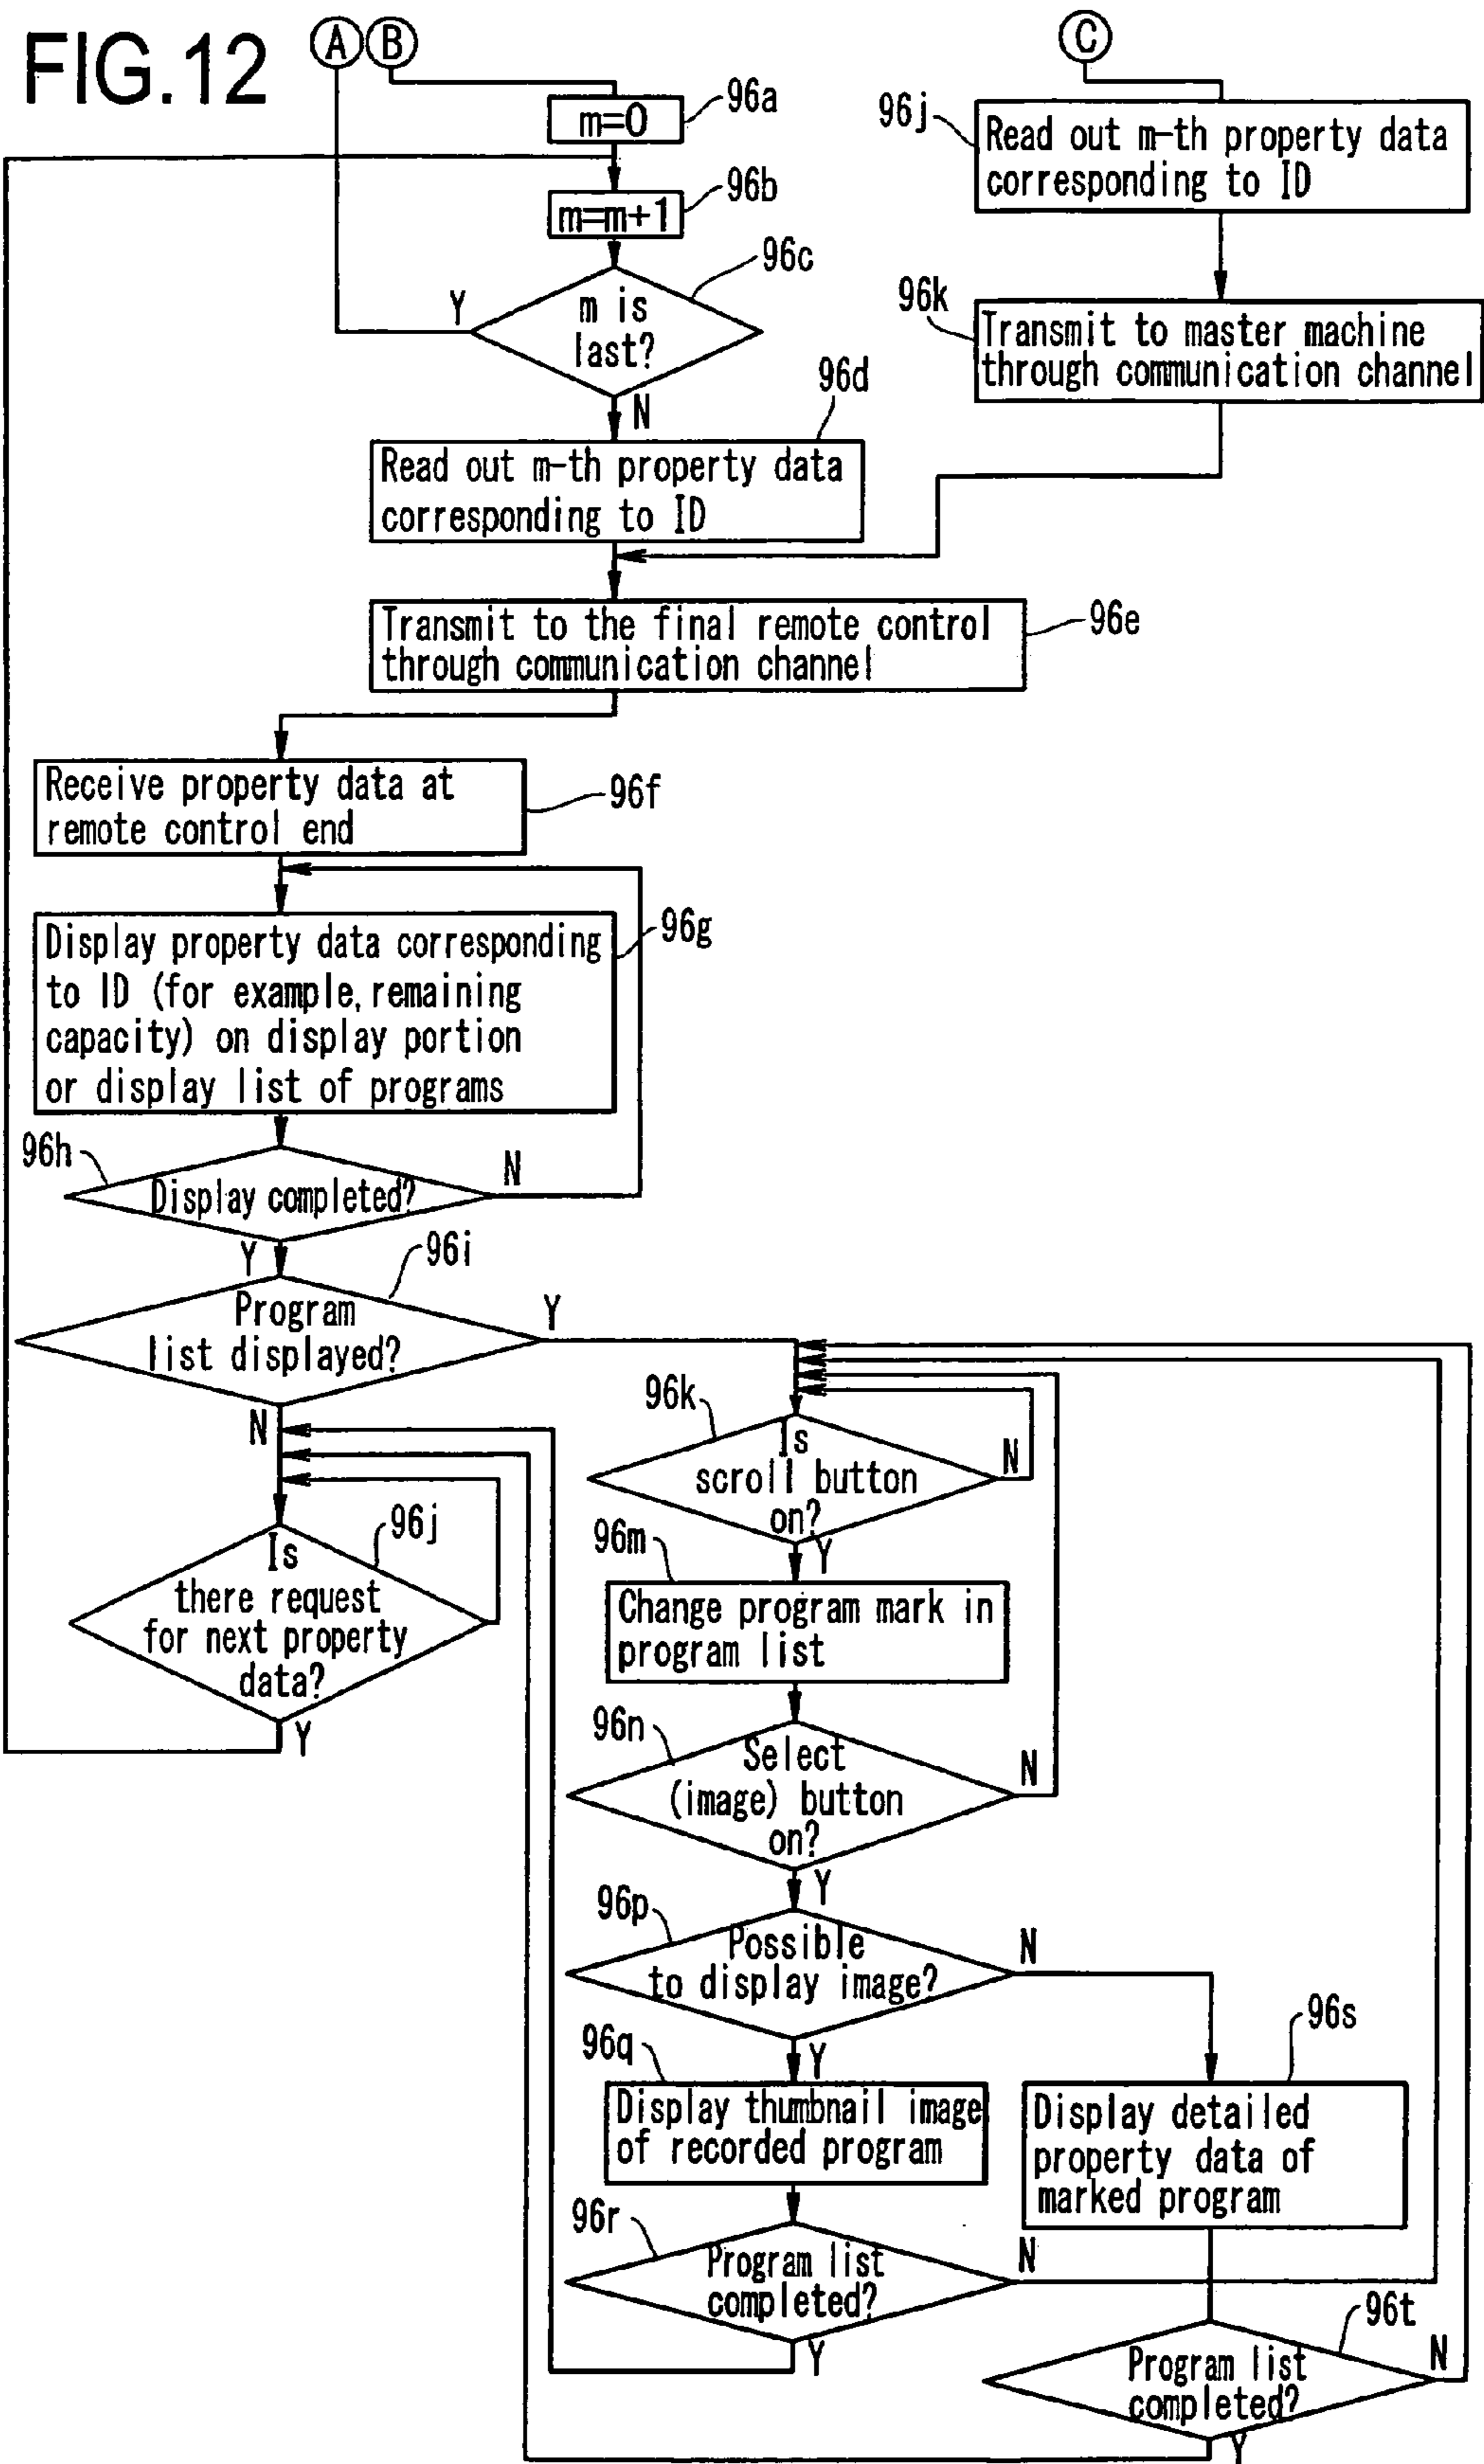 FIG.12
A B
C
m=0
96a
96j
Read out m-th property data
corresponding to ID
m=m+1
96b
96c
m is
last?
Y
N
96k
Transmit to master machine
through communication channel
96d
Read out m-th property data
corresponding to ID
Transmit to the final remote control
through communication channel
96e
Receive property data at
remote control end
96f
Display property data corresponding
to ID (for example, remaining
capacity) on display portion
or display list of programs
96g
96h
Display completed?
N
Y
96i
Program
list displayed?
Y
N
96j
Is
there request
for next property
data?
Y
96k
Is
scroll button
on?
N
Y
96m
Change program mark in
program list
96n
Select
(image) button
on?
N
Y
96p
Possible
to display image?
N
Y
96q
Display thumbnail image
of recorded program
96s
Display detailed
property data of
marked program
96r
Program list
completed?
N
Y
96t
Program list
completed?
N
Y